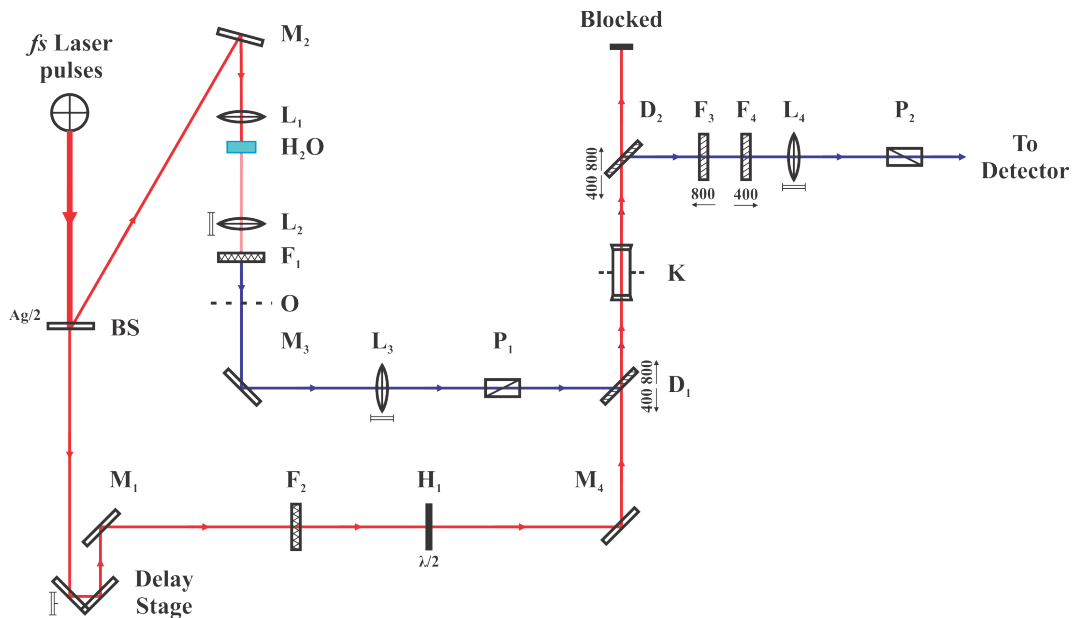 Blocked
fs Laser
pulses
M₂
D₂
F₃
F₄
L₄
P₂
L₁
H₂O
To
Detector
400 800
800
400
L₂
F₁
K
O
Ag/2
BS
M₃
L₃
P₁
400 800
D₁
M₁
F₂
H₁
M₄
λ/2
Delay
Stage